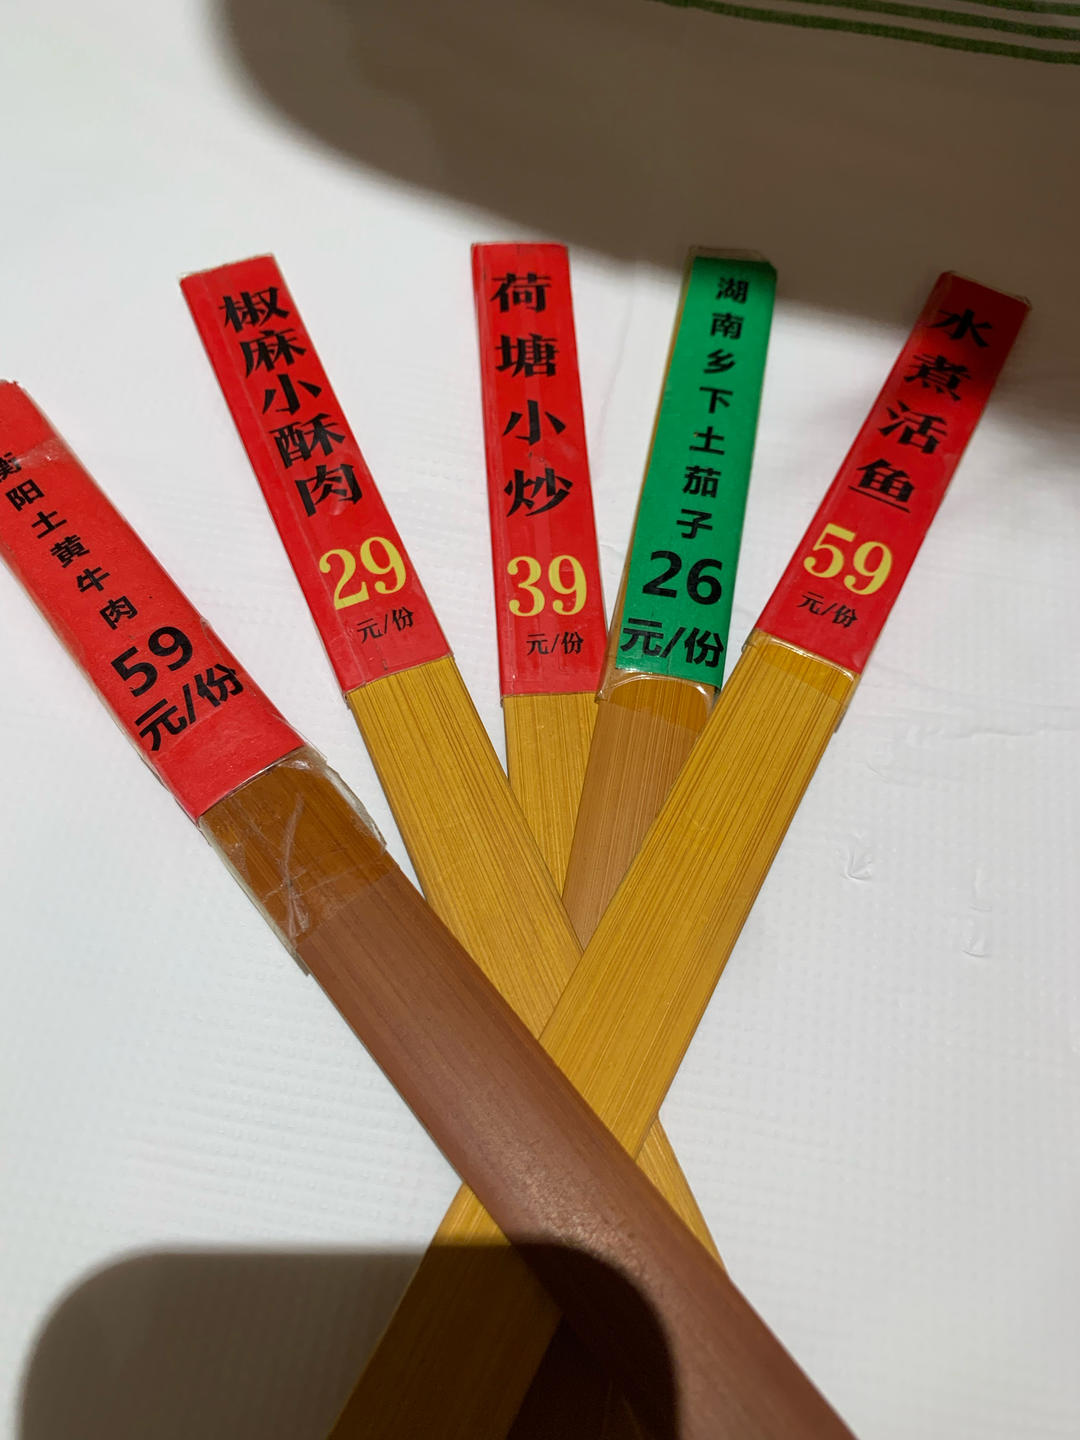 衡阳土黄牛肉
59
元/份
椒麻小酥肉
29
元/份
荷塘小炒
39
元/份
湖南乡下土茄子
26
元/份
水煮活鱼
59
元/份